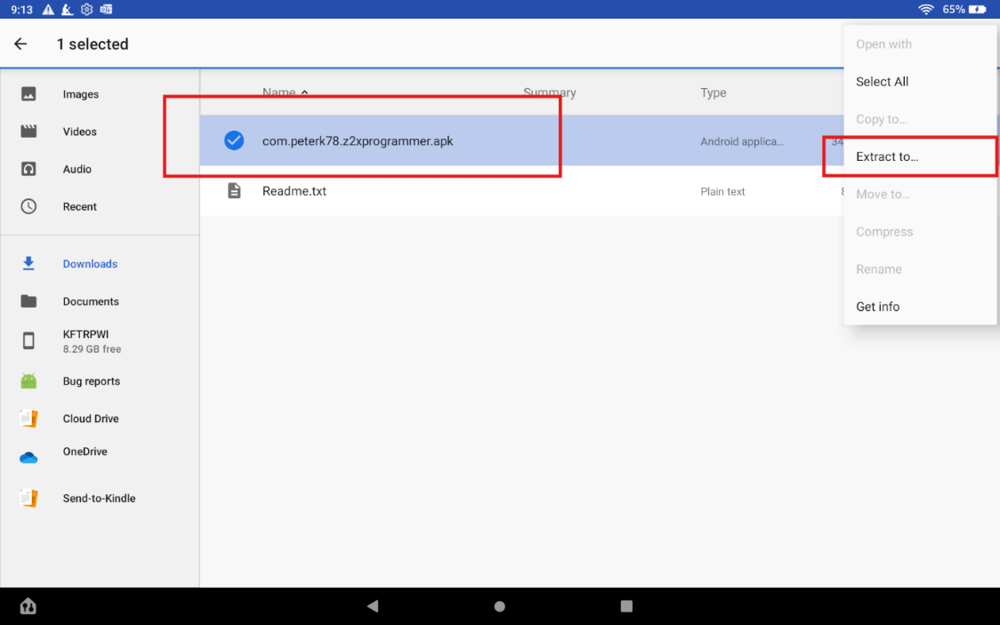 9:13
65%
1 selected
Open with
Select All
Copy to...
Extract to...
Move to...
Compress
Rename
Get info
Images
Videos
Audio
Recent
Downloads
Documents
KFTRPWI
8.29 GB free
Bug reports
Cloud Drive
OneDrive
Send-to-Kindle
Name Summary Type
com.peterk78.z2xprogrammer.apk Android applica... 34
Readme.txt Plain text